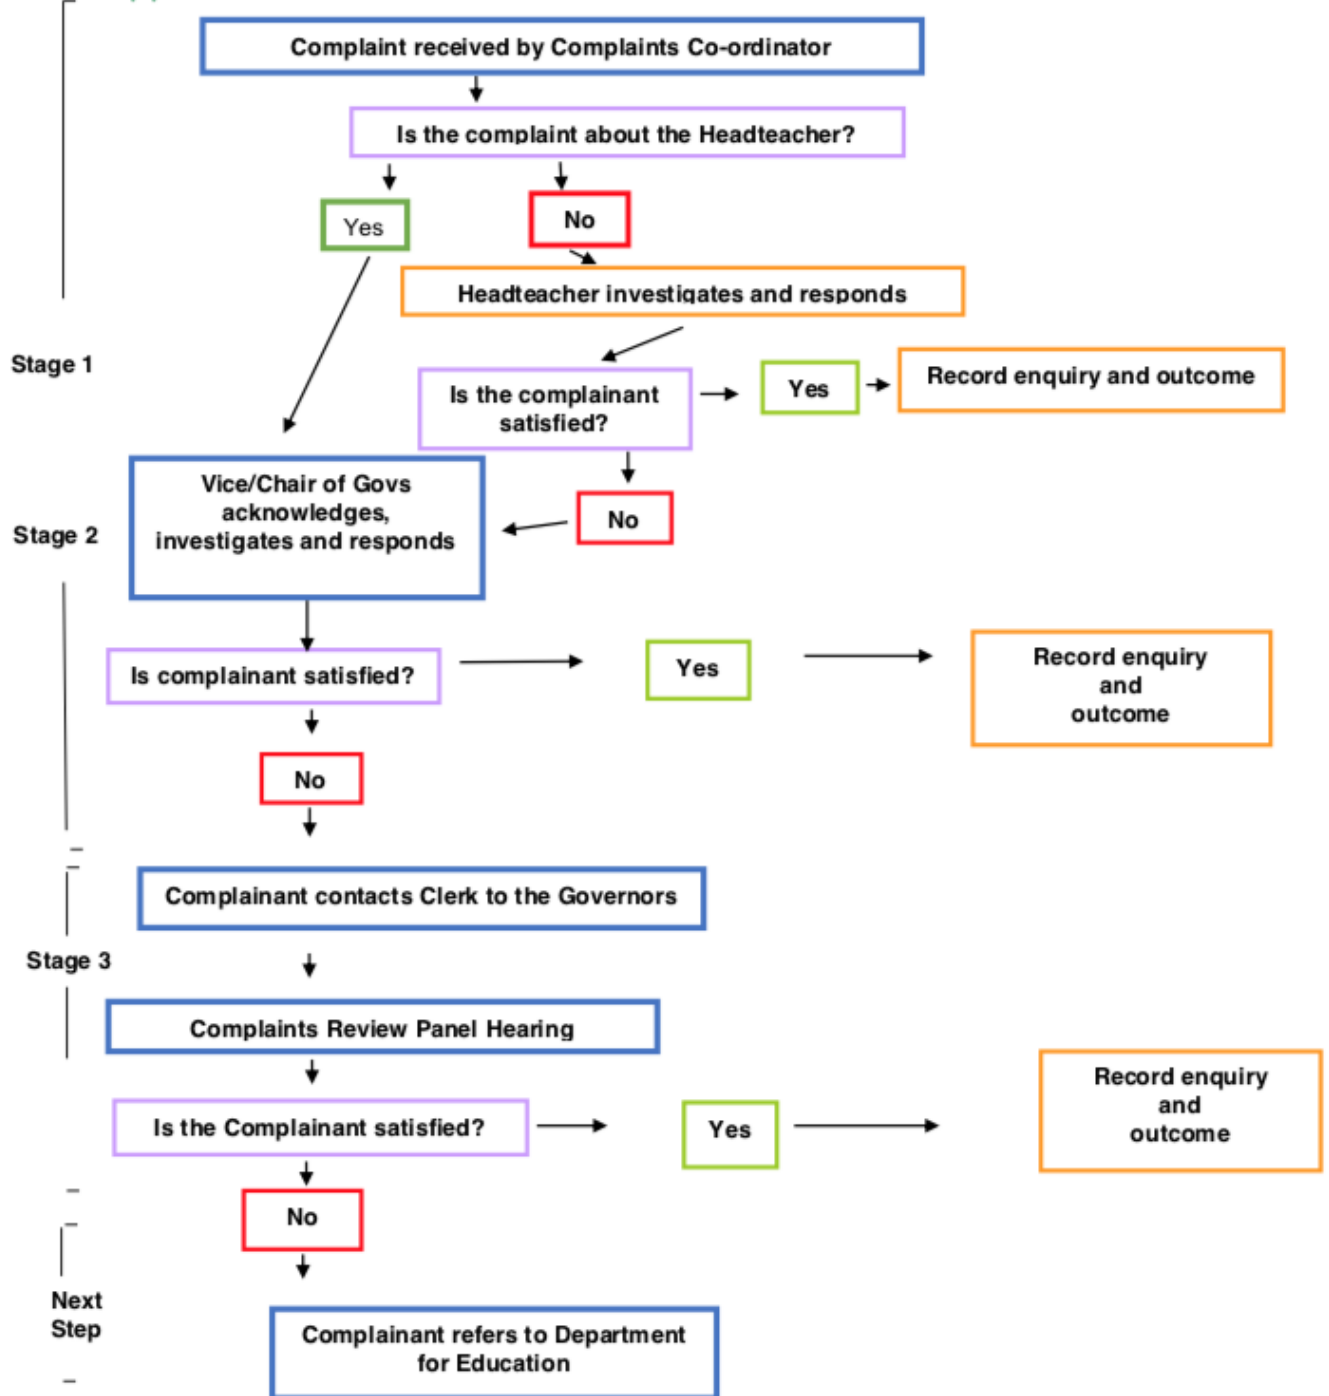 Complaint received by Complaints Co-ordinator
Is the complaint about the Headteacher?
Yes
No
Headteacher investigates and responds
Stage 1
Is the complainant
satisfied?
Yes
Record enquiry and outcome
Vice/Chair of Govs
acknowledges,
investigates and responds
No
Stage 2
Is complainant satisfied?
Yes
Record enquiry
and
outcome
No
Complainant contacts Clerk to the Governors
Stage 3
Complaints Review Panel Hearing
Is the Complainant satisfied?
Yes
Record enquiry
and
outcome
No
Next
Step
Complainant refers to Department
for Education